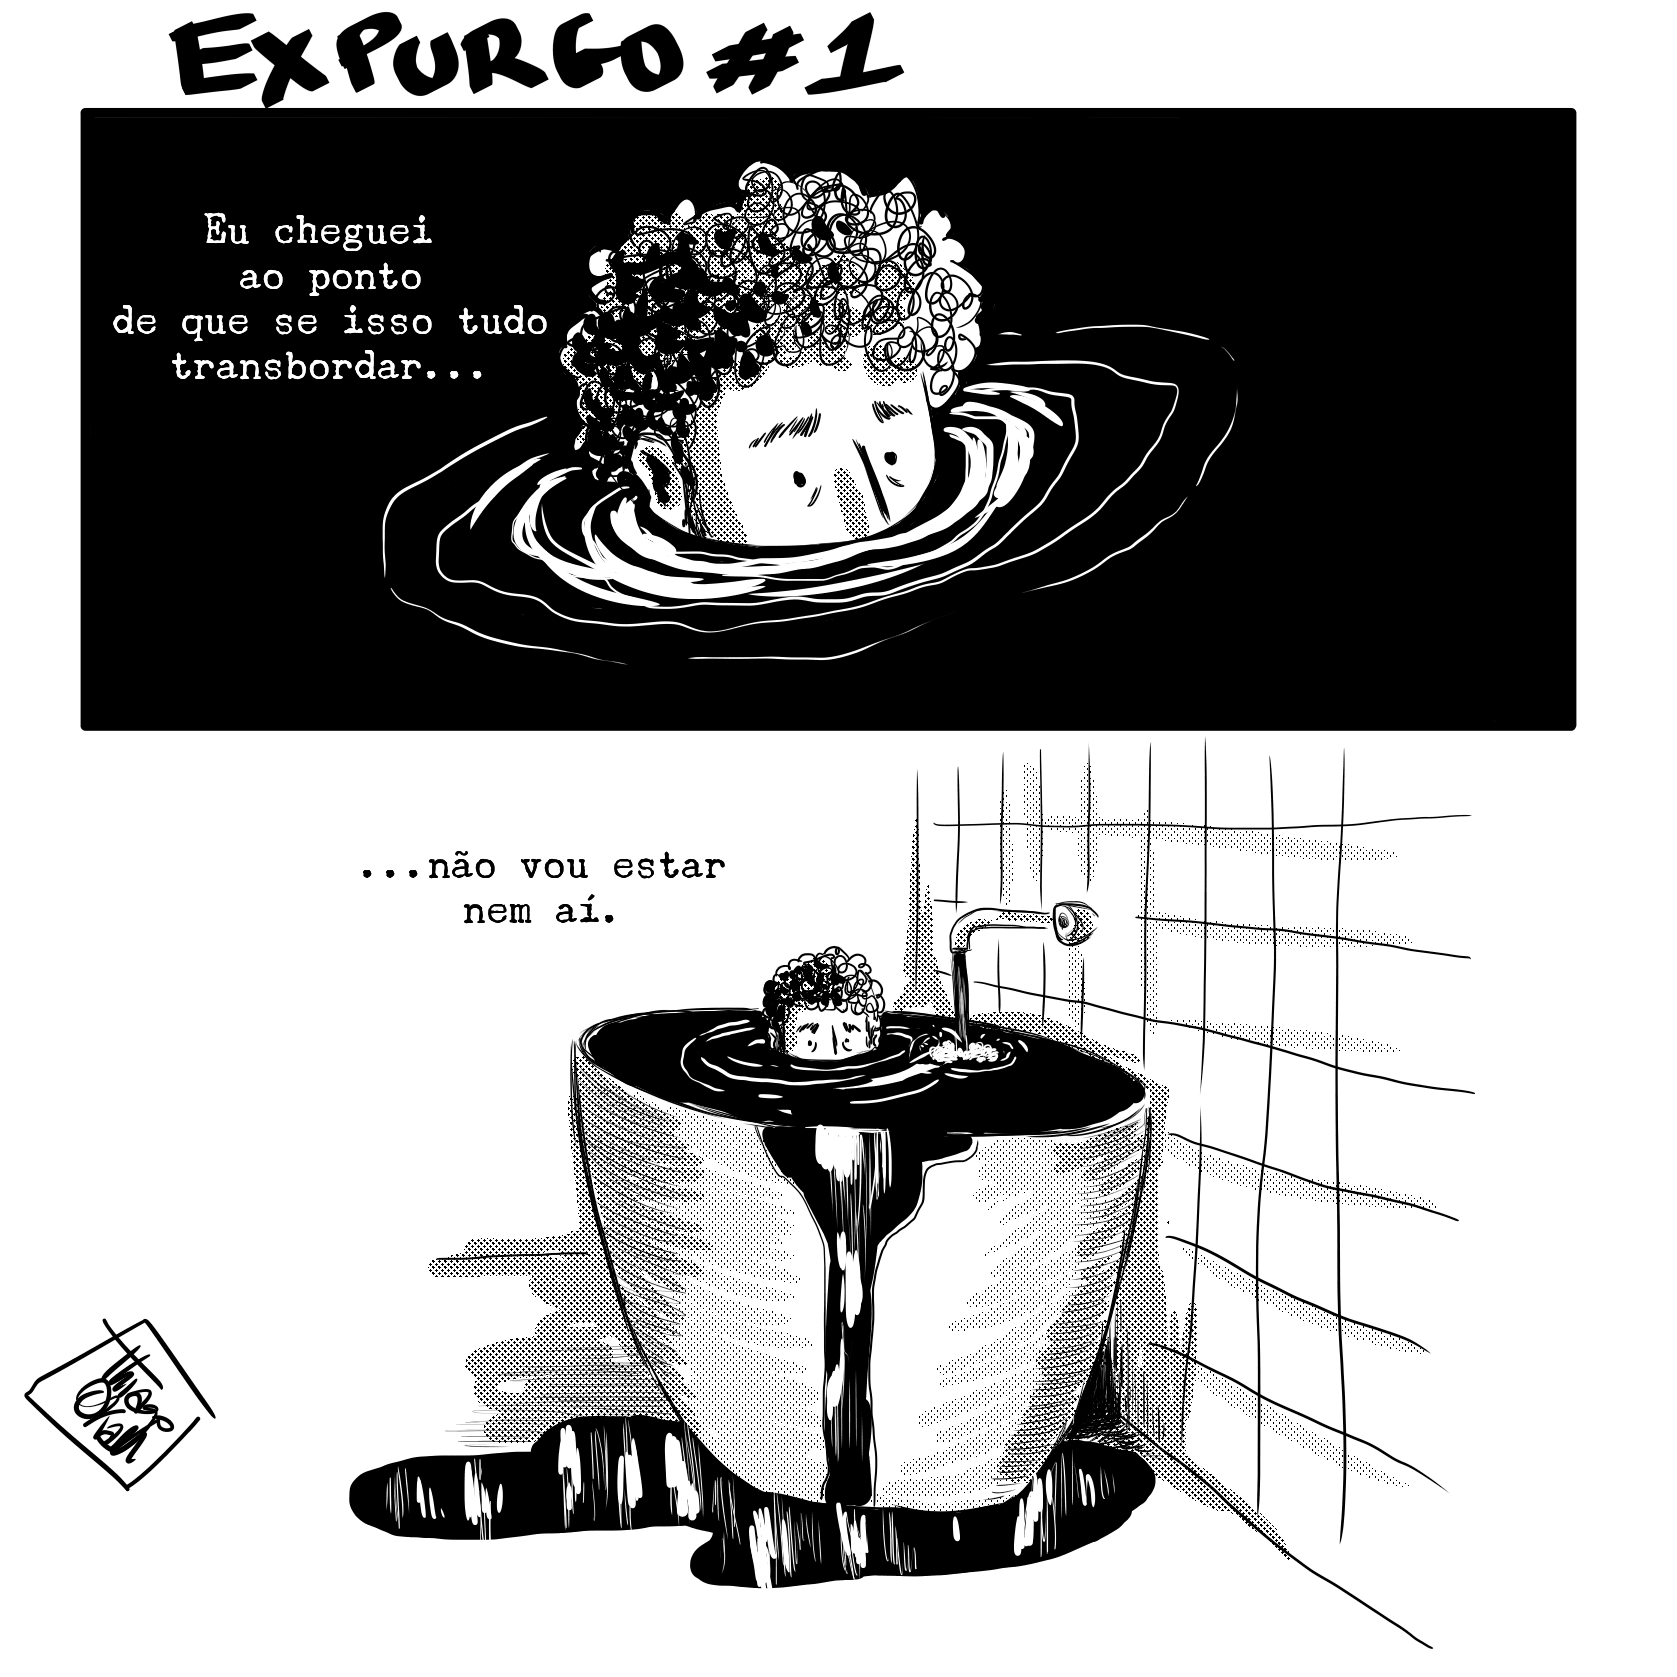 EXPURGO #1
Eu cheguei
ao ponto
de que se isso tudo
transbordar...
...não vou estar
nem aí.